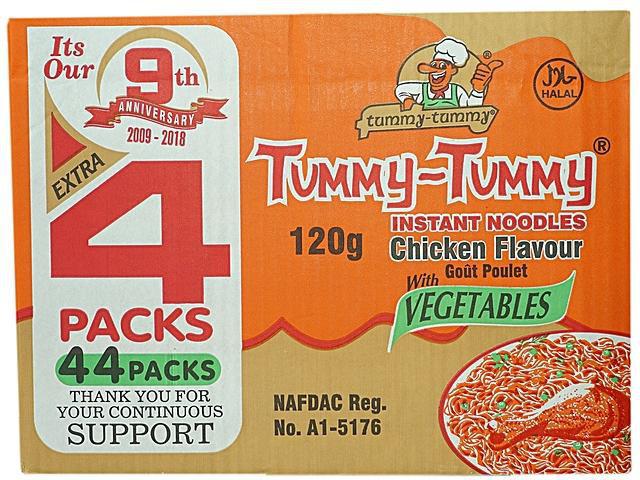 Its
Our
9th
ANNIVERSARY
2009 - 2018
EXTRA
4
PACKS
44 PACKS
THANK YOU FOR
YOUR CONTINUOUS
SUPPORT
tummy-tummy®
HALAL
TUMMY-TUMMY®
INSTANT NOODLES
120g
Chicken Flavour
Goût Poulet
With
VEGETABLES
NAFDAC Reg.
No. A1-5176